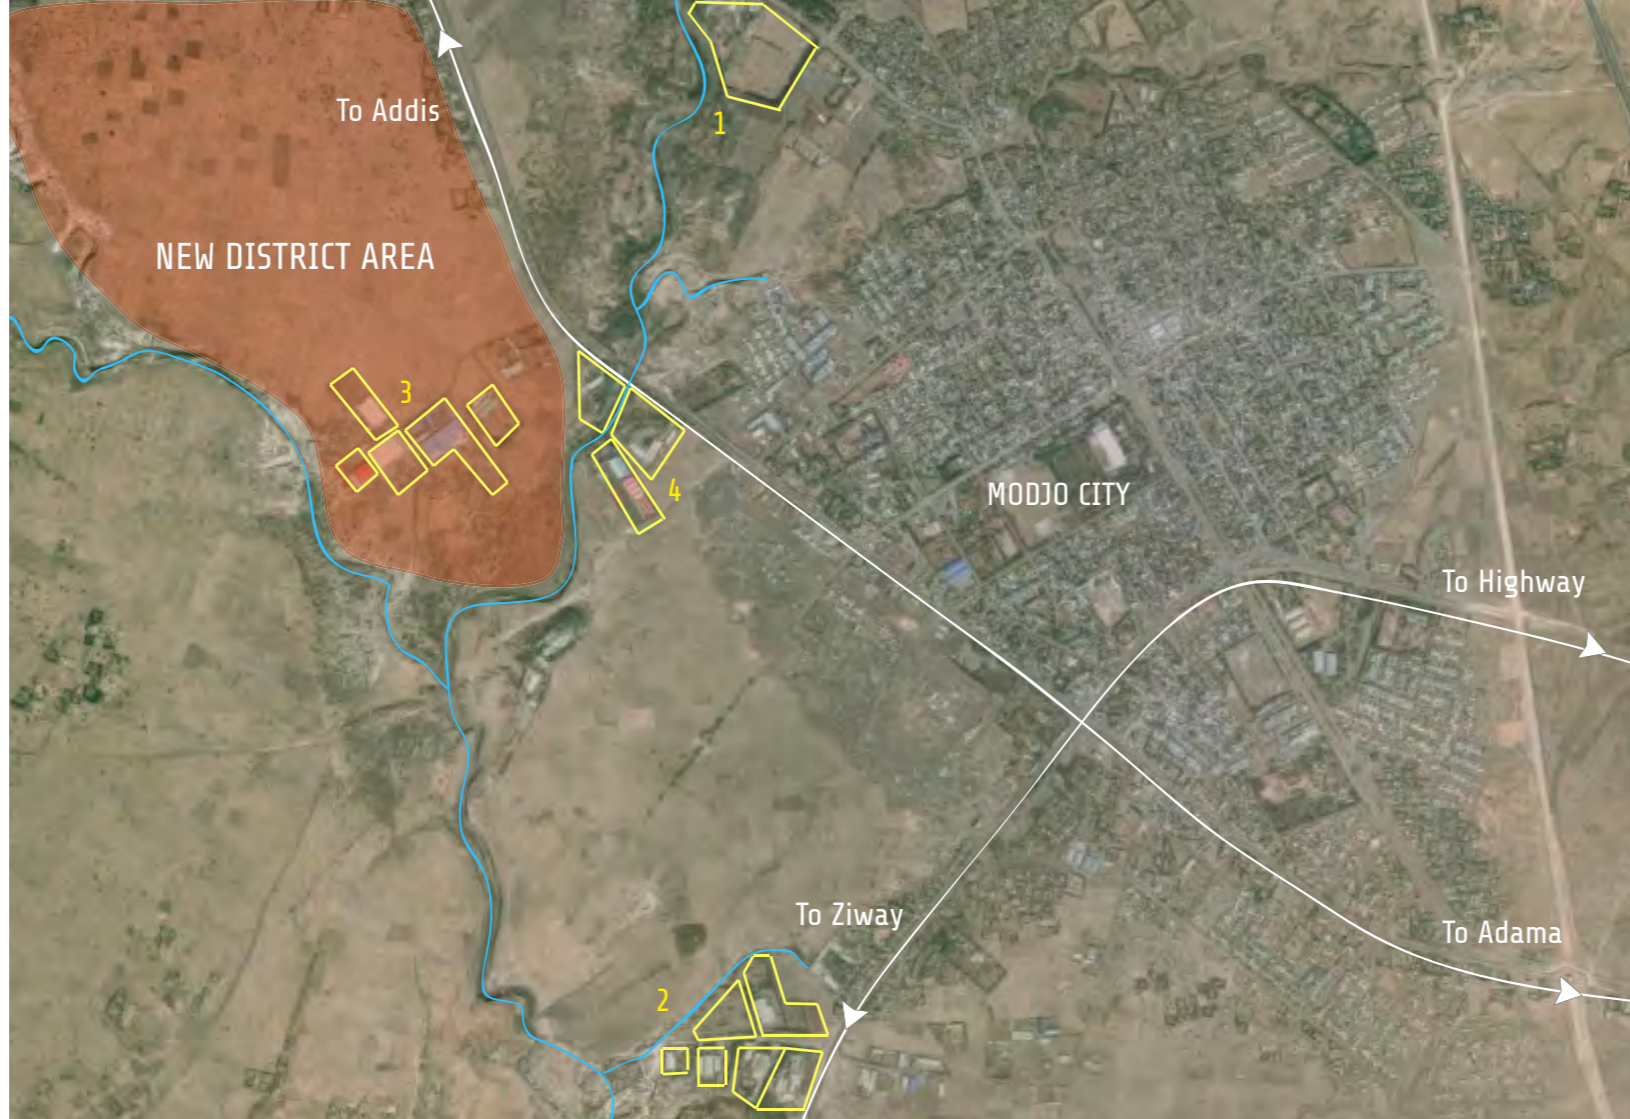 To Addis
1
NEW DISTRICT AREA
3
4
MODJO CITY
To Highway
To Ziway
To Adama
2